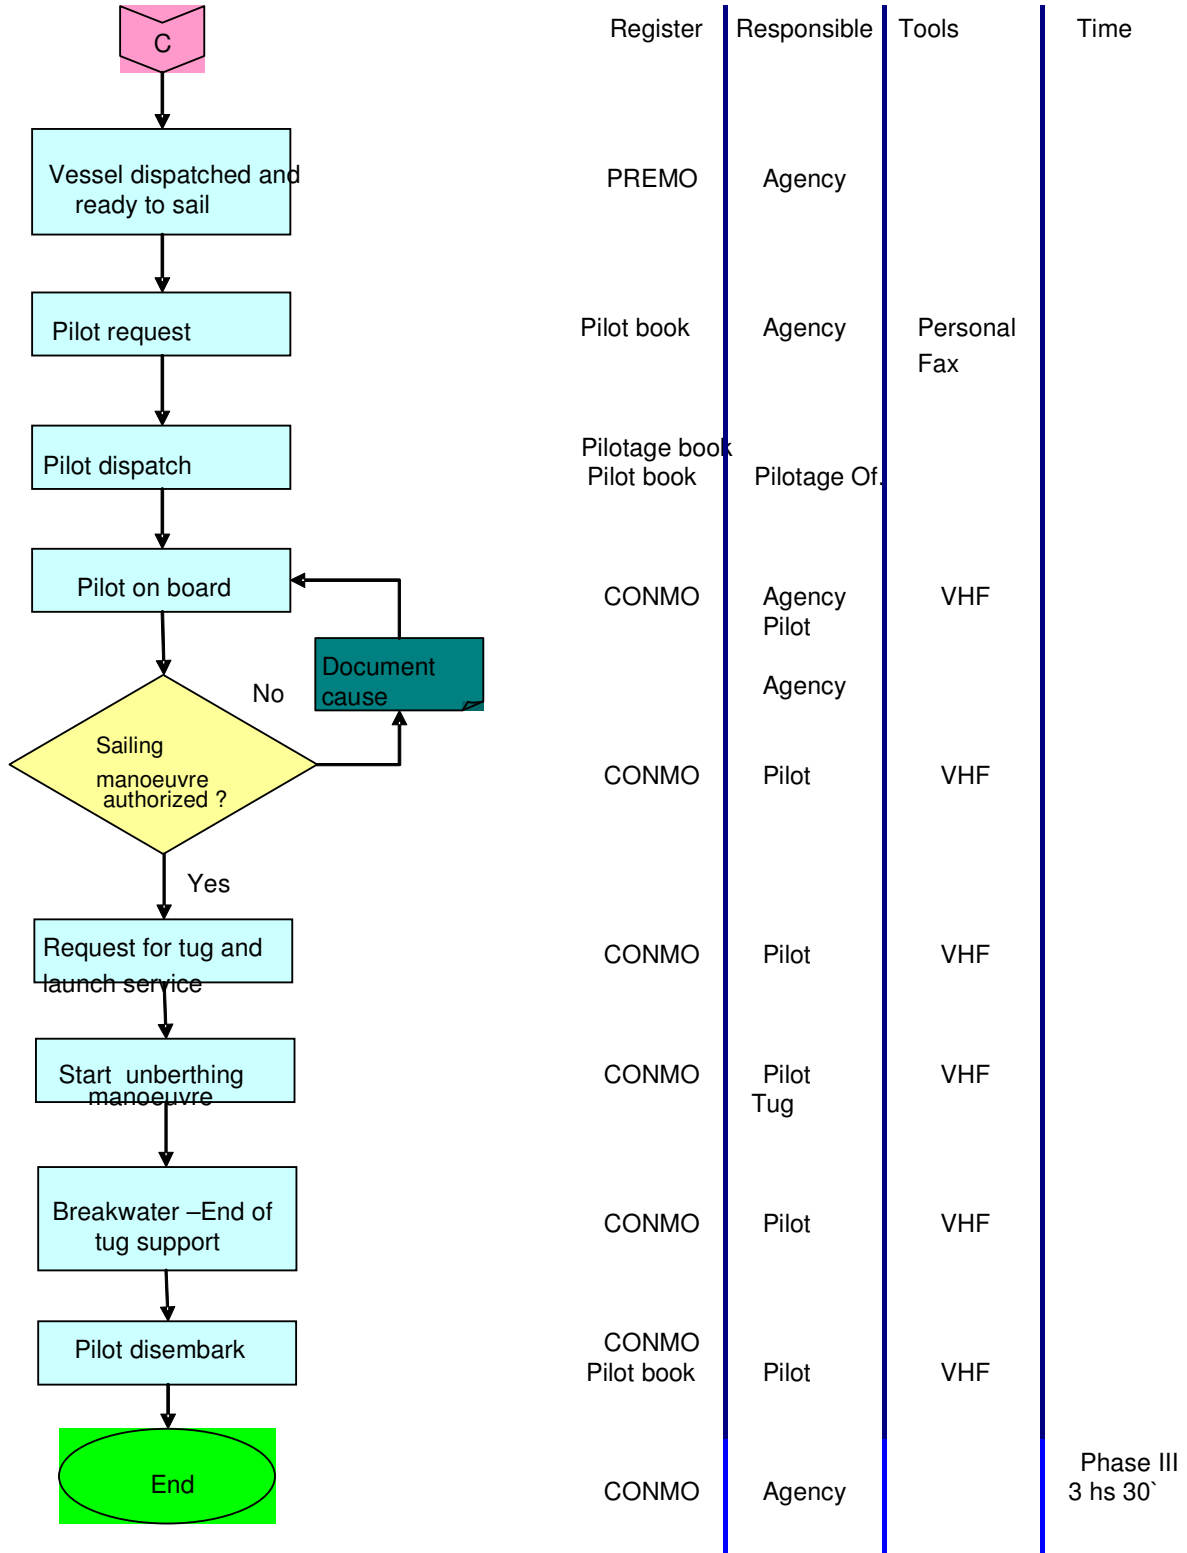 C
Register
Responsible
Tools
Time
Vessel dispatched and
ready to sail
PREMO
Agency
Pilot request
Pilot book
Agency
Personal
Fax
Pilot dispatch
Pilotage book
Pilot book
Pilotage Of.
Pilot on board
CONMO
Agency
Pilot
VHF
Document
cause
Agency
No
Sailing
manoeuvre
authorized ?
CONMO
Pilot
VHF
Yes
Request for tug and
launch service
CONMO
Pilot
VHF
Start unberthing
manoeuvre
CONMO
Pilot
Tug
VHF
Breakwater –End of
tug support
CONMO
Pilot
VHF
Pilot disembark
CONMO
Pilot book
Pilot
VHF
End
CONMO
Agency
Phase III
3 hs 30`